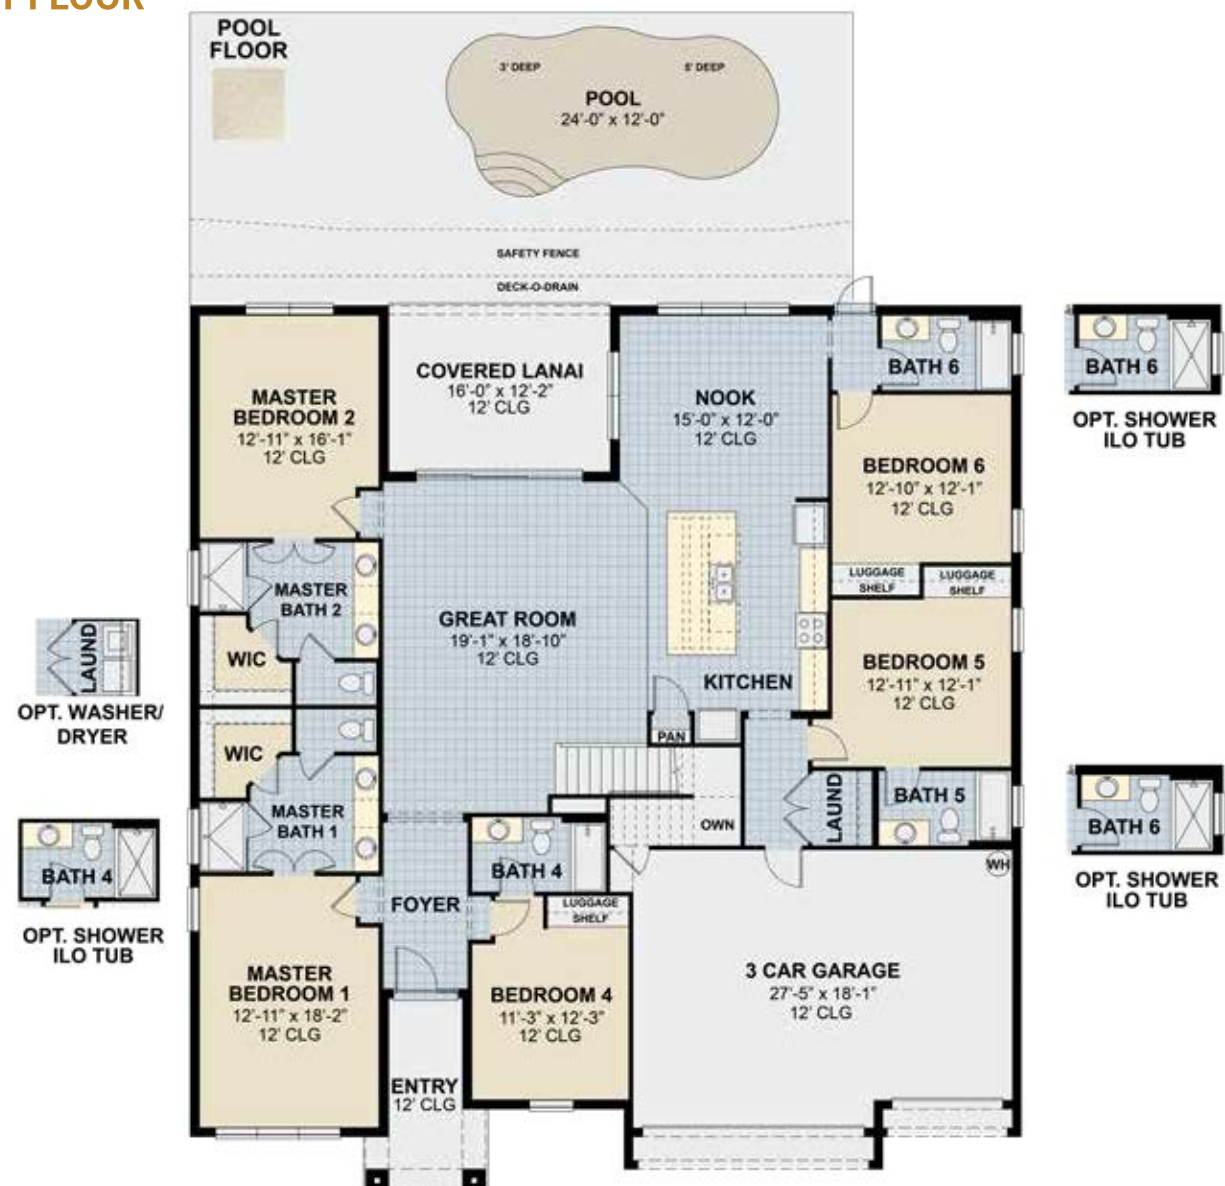 FLOOR
POOL
FLOOR
3' DEEP
5' DEEP
POOL
24'-0" x 12'-0"
SAFETY FENCE
DECK-O-DRAIN
MASTER
BEDROOM 2
12'-11" x 16'-1"
12' CLG
COVERED LANAI
16'-0" x 12'-2"
12' CLG
NOOK
15'-0" x 12'-0"
12' CLG
BATH 6
BATH 6
OPT. SHOWER
ILO TUB
BEDROOM 6
12'-10" x 12'-1"
12' CLG
LUGGAGE
SHELF
LUGGAGE
SHELF
MASTER
BATH 2
GREAT ROOM
19'-1" x 18'-10"
12' CLG
WIC
LAUND
OPT. WASHER/
DRYER
KITCHEN
BEDROOM 5
12'-11" x 12'-1"
12' CLG
PAN
WIC
MASTER
BATH 1
OWN
LAUND
BATH 5
BATH 6
OPT. SHOWER
ILO TUB
WH
BATH 4
OPT. SHOWER
ILO TUB
BATH 4
FOYER
LUGGAGE
SHELF
MASTER
BEDROOM 1
12'-11" x 18'-2"
12' CLG
BEDROOM 4
11'-3" x 12'-3"
12' CLG
3 CAR GARAGE
27'-5" x 18'-1"
12' CLG
ENTRY
12' CLG